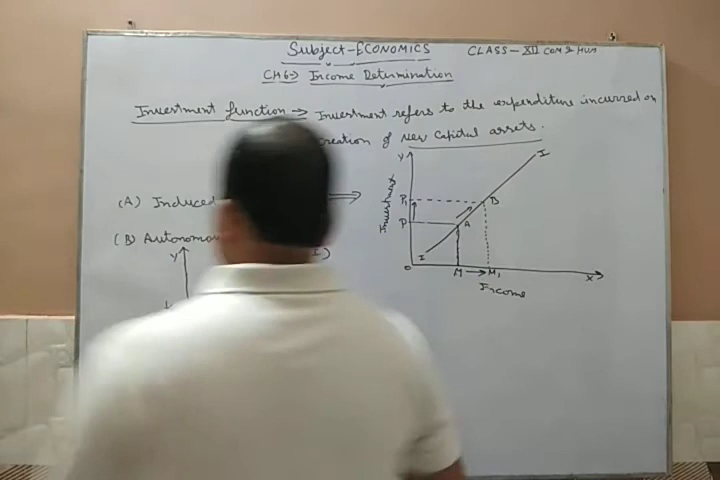 Subject-ECONOMICS CLASS-XII COM & HUM
CH6-> Income Determination
Investment function -> Investment refers to the expenditure incurred on
creation of New Capital assets.
(A) Induced
(B) Autonomou
I)
Y
Y
I
P1
B
P
A
Investment
I
O
M
M1
X
Income